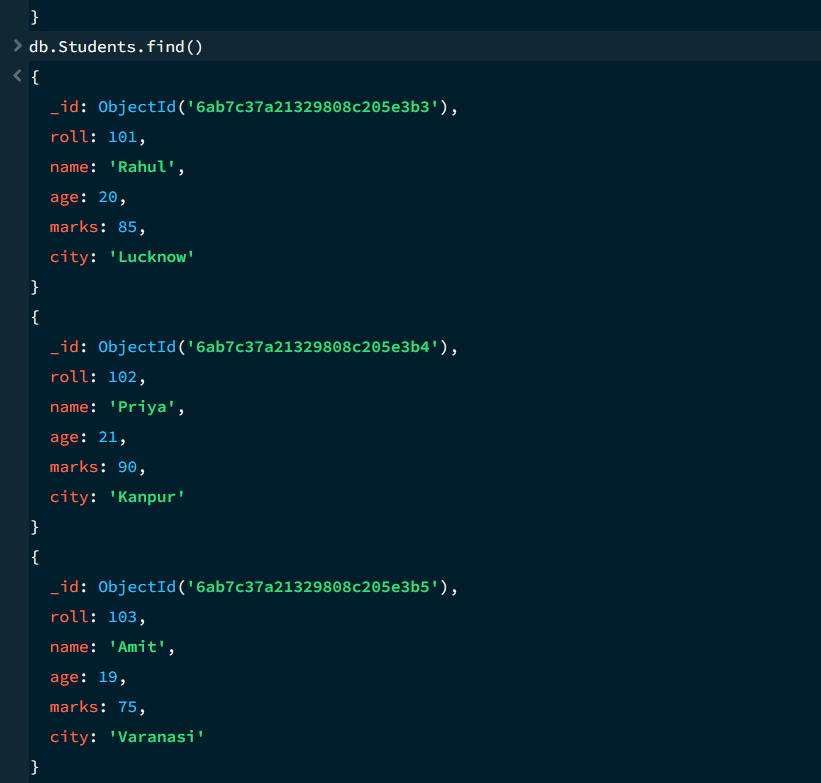 }
db.Students.find()
{
_id: ObjectId('6ab7c37a21329808c205e3b3'),
roll: 101,
name: 'Rahul',
age: 20,
marks: 85,
city: 'Lucknow'
}
{
_id: ObjectId('6ab7c37a21329808c205e3b4'),
roll: 102,
name: 'Priya',
age: 21,
marks: 90,
city: 'Kanpur'
}
{
_id: ObjectId('6ab7c37a21329808c205e3b5'),
roll: 103,
name: 'Amit',
age: 19,
marks: 75,
city: 'Varanasi'
}